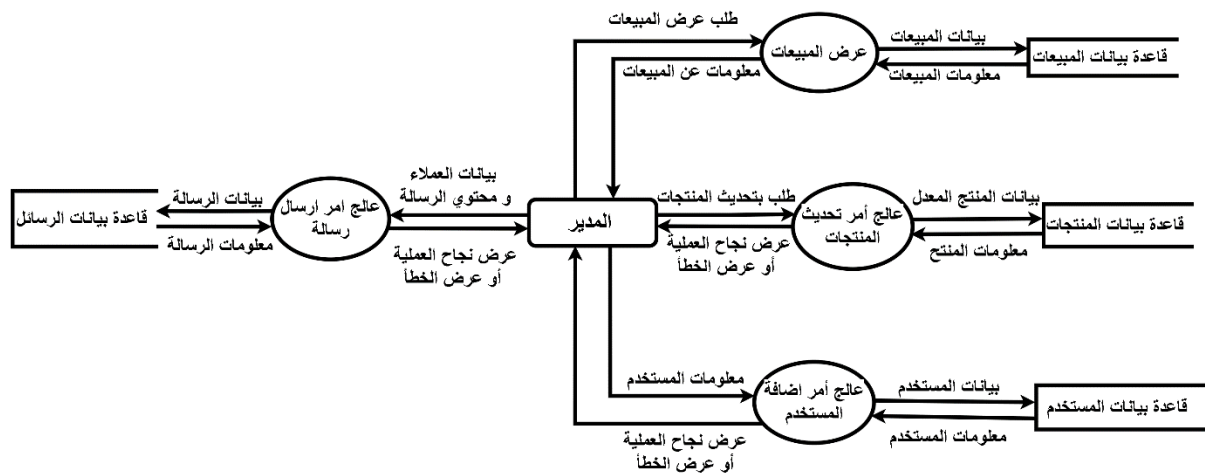 طلب عرض المبيعات
عرض المبيعات
بيانات المبيعات
قاعدة بيانات المبيعات
معلومات المبيعات
معلومات عن المبيعات
بيانات العملاء
و محتوي الرسالة
المدير
طلب بتحديث المنتجات
عالج أمر تحديث
المنتجات
بيانات المنتج المعدل
قاعدة بيانات المنتجات
معلومات المنتح
عرض نجاح العملية
أو عرض الخطأ
عالج امر ارسال
رسالة
بيانات الرسالة
قاعدة بيانات الرسائل
معلومات الرسالة
عرض نجاح العملية
أو عرض الخطأ
معلومات المستخدم
عالج أمر اضافة
المستخدم
بيانات المستخدم
قاعدة بيانات المستخدم
معلومات المستخدم
عرض نجاح العملية
أو عرض الخطأ